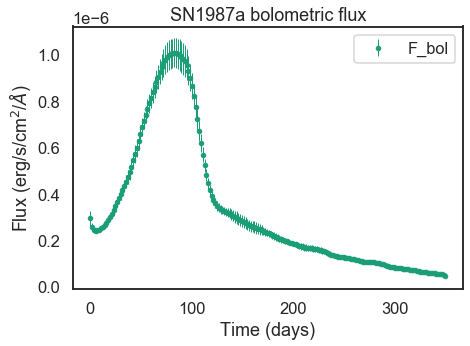 SN1987a bolometric flux
1e−6
F_bol
1.0
0.8
0.6
0.4
0.2
0.0
Flux (erg/s/cm²/Å)
0 100 200 300
Time (days)